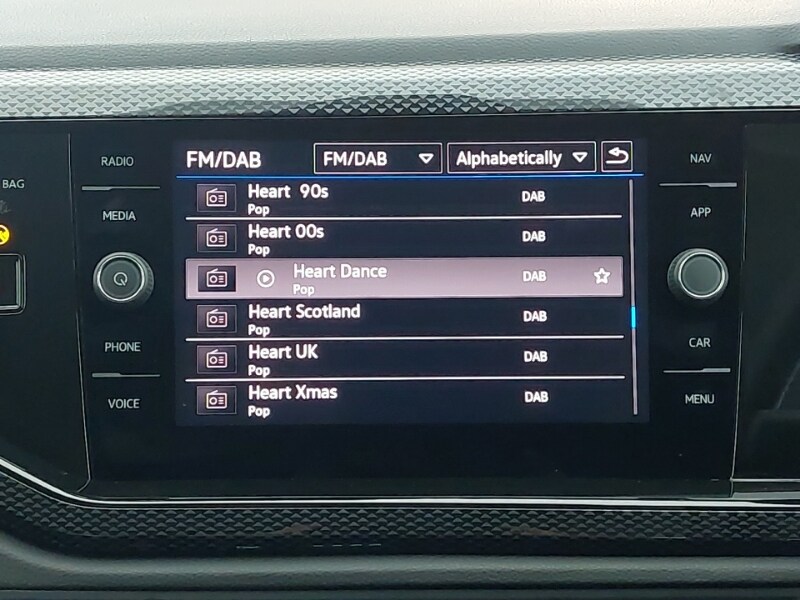 BAG
RADIO
MEDIA
PHONE
VOICE
FM/DAB FM/DAB Alphabetically
Heart 90s DAB
Pop
Heart 00s DAB
Pop
Heart Dance DAB
Pop
Heart Scotland DAB
Pop
Heart UK DAB
Pop
Heart Xmas DAB
Pop
NAV
APP
CAR
MENU